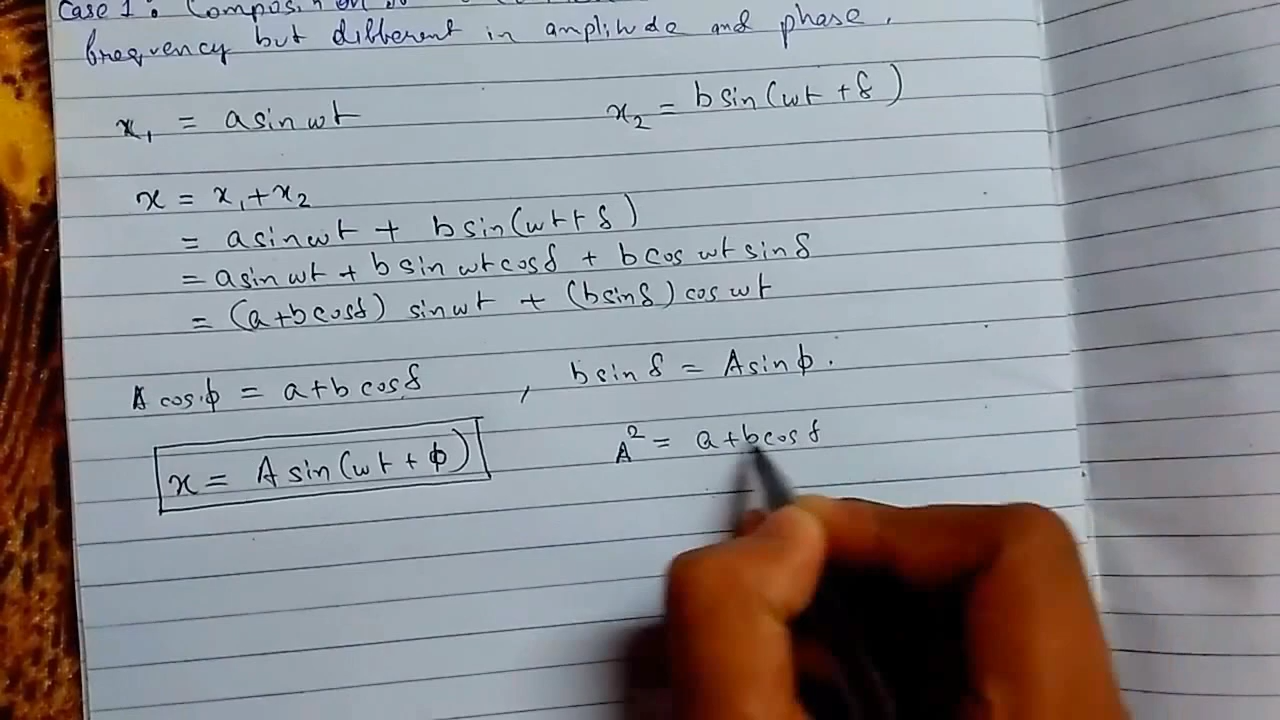 Case 1: Composition
frequency but different in amplitude and phase.
x₁ = a sin ωt x₂ = b sin(ωt + δ)
x = x₁ + x₂
= a sin ωt + b sin(ωt + δ)
= a sin ωt + b sin ωt cos δ + b cos ωt sin δ
= (a + b cos δ) sin ωt + (b sin δ) cos ωt
A cos φ = a + b cos δ , b sin δ = A sin φ.
x = A sin(ωt + φ) A² = a + b cos δ